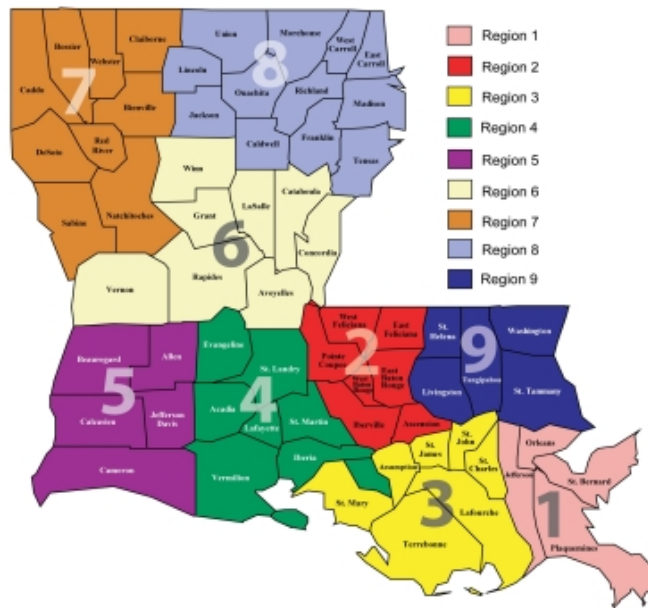 Region 1
Region 2
Region 3
Region 4
Region 5
Region 6
Region 7
Region 8
Region 9
7
Caddo
Bossier
Webster
Claiborne
Bienville
DeSoto
Red
River
Sabine
Natchitoches
8
Union
Morehouse
West
Carroll
East
Carroll
Lincoln
Ouachita
Richland
Madison
Jackson
Caldwell
Franklin
Tensas
6
Winn
Grant
LaSalle
Catahoula
Concordia
Rapides
Vernon
Avoyelles
5
Beauregard
Allen
Calcasieu
Jefferson
Davis
Cameron
4
Evangeline
St. Landry
Acadia
Lafayette
St. Martin
Iberia
Vermilion
2
West
Feliciana
East Feliciana
Pointe
Coupee
West Baton
Rouge
East
Baton
Rouge
Iberville
Ascension
9
St.
Helena
Washington
Livingston
Tangipahoa
St. Tammany
3
Assumption
St.
James
St.
John
St.
Charles
St. Mary
Lafourche
Terrebonne
1
Orleans
Jefferson
St. Bernard
Plaquemines